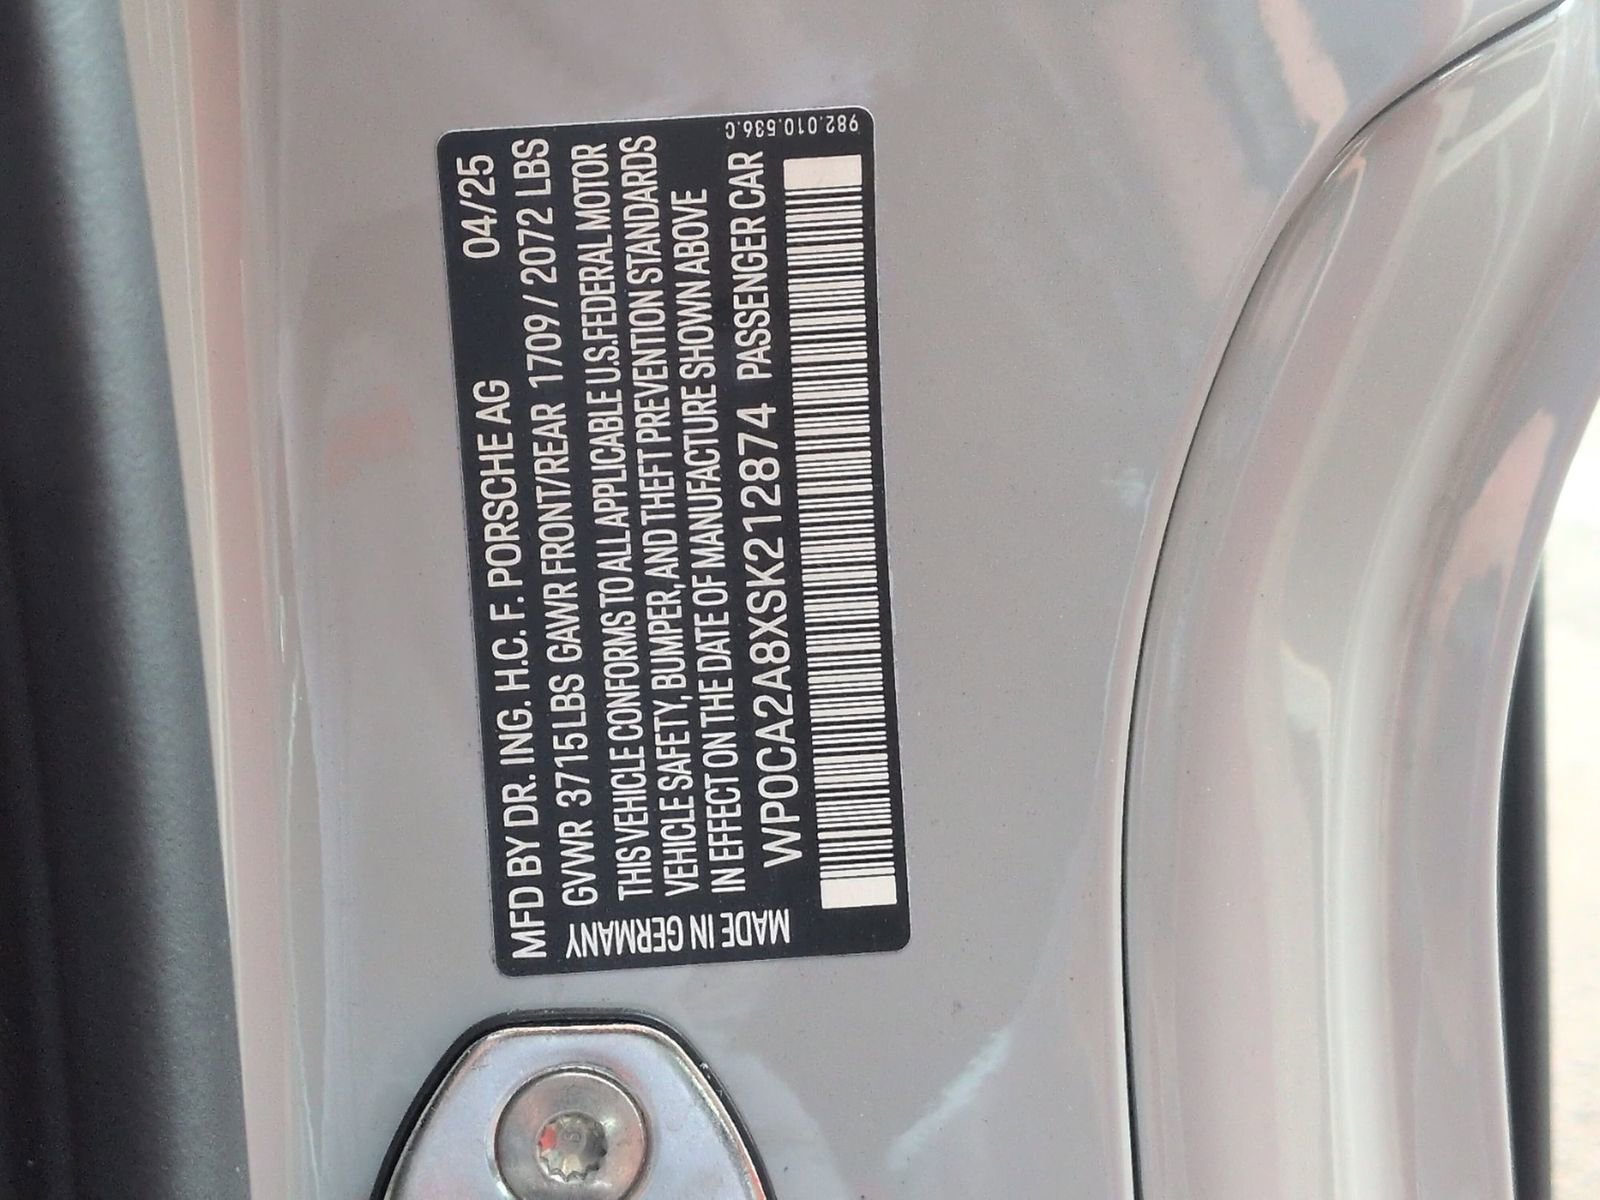 MFD BY DR. ING. H.C. F. PORSCHE AG 04/25
GVWR 3715 LBS GAWR FRONT/REAR 1709 / 2072 LBS
THIS VEHICLE CONFORMS TO ALL APPLICABLE U.S. FEDERAL MOTOR
VEHICLE SAFETY, BUMPER, AND THEFT PREVENTION STANDARDS
IN EFFECT ON THE DATE OF MANUFACTURE SHOWN ABOVE
WP0CA2A8XSK212874 PASSENGER CAR
MADE IN GERMANY
982.010.536.C